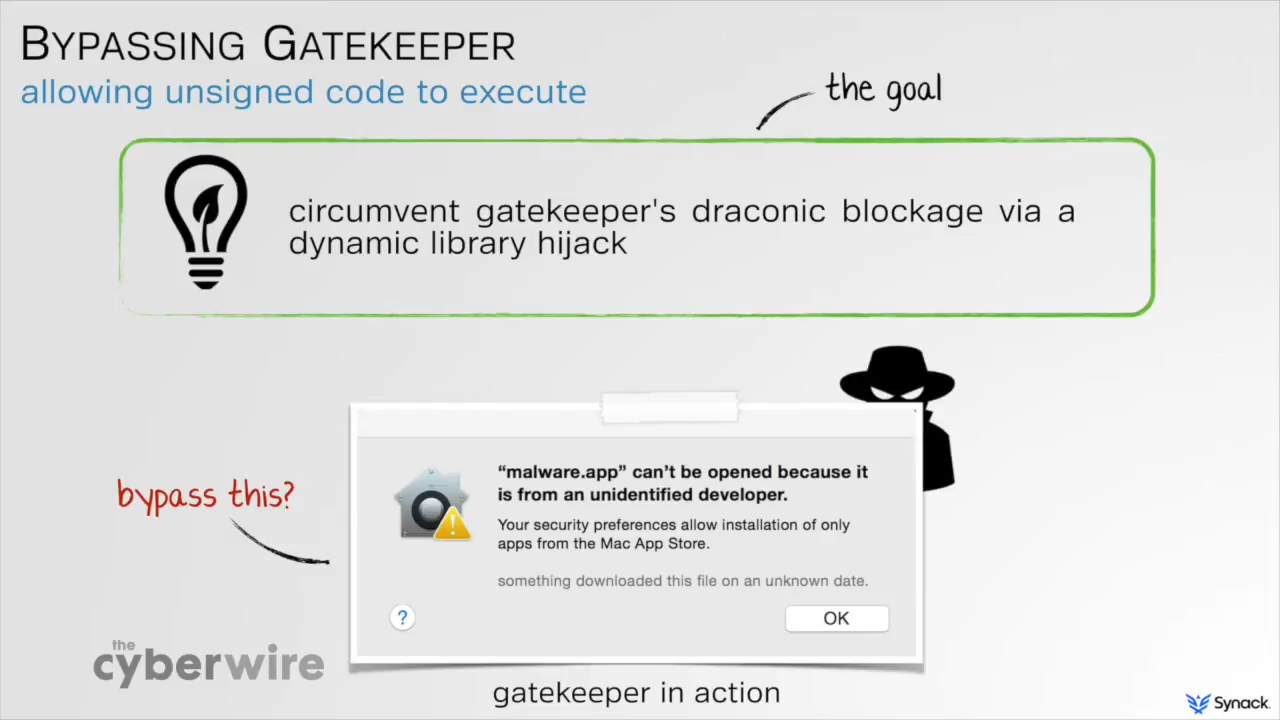 BYPASSING GATEKEEPER
allowing unsigned code to execute
the goal
circumvent gatekeeper's draconic blockage via a
dynamic library hijack
bypass this?
“malware.app” can’t be opened because it
is from an unidentified developer.
Your security preferences allow installation of only
apps from the Mac App Store.
something downloaded this file on an unknown date.
?
OK
the
cyberwire
gatekeeper in action
Synack.